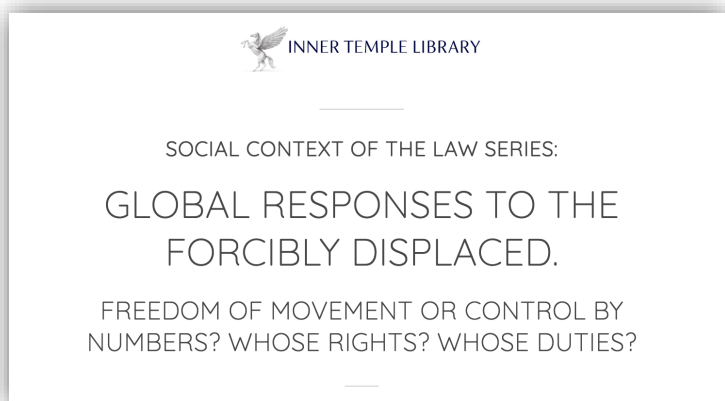 INNER TEMPLE LIBRARY
SOCIAL CONTEXT OF THE LAW SERIES:
GLOBAL RESPONSES TO THE
FORCIBLY DISPLACED.
FREEDOM OF MOVEMENT OR CONTROL BY
NUMBERS? WHOSE RIGHTS? WHOSE DUTIES?